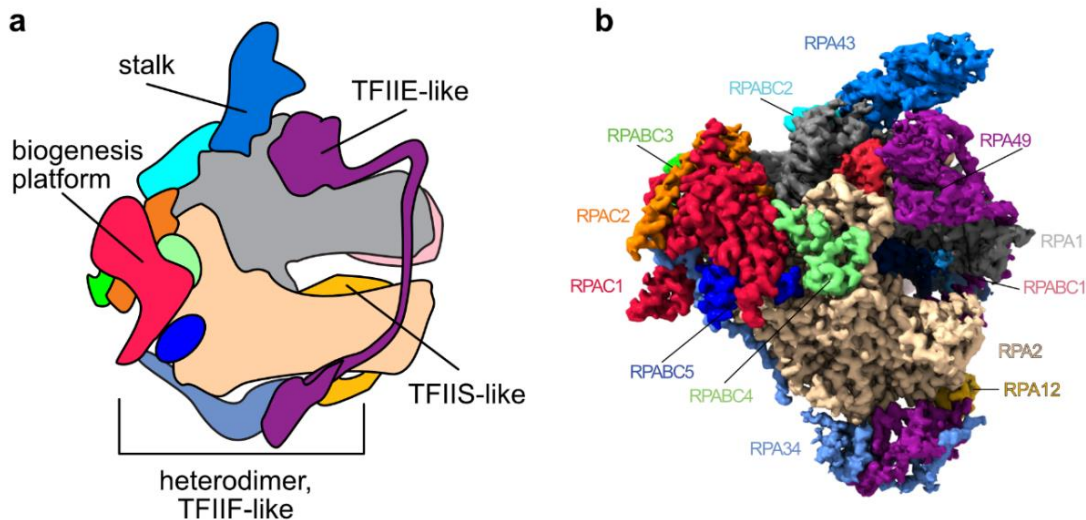 a
stalk
TFIIE-like
biogenesis
platform
TFIIS-like
heterodimer,
TFIIF-like
b
RPA43
RPABC2
RPABC3
RPA49
RPAC2
RPA1
RPAC1
RPABC1
RPA2
RPABC5
RPA12
RPABC4
RPA34